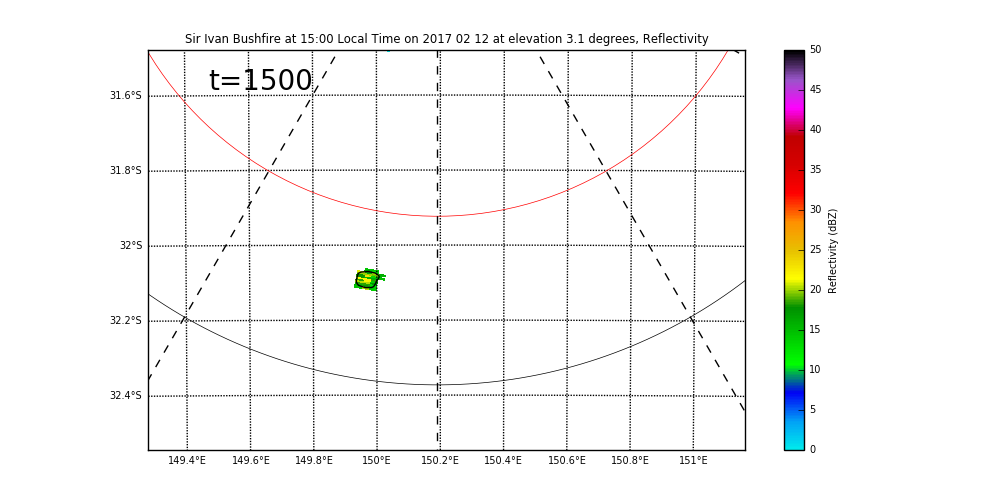 Sir Ivan Bushfire at 15:00 Local Time on 2017 02 12 at elevation 3.1 degrees, Reflectivity
t=1500
31.6°S
31.8°S
32°S
32.2°S
32.4°S
149.4°E 149.6°E 149.8°E 150°E 150.2°E 150.4°E 150.6°E 150.8°E 151°E
50
45
40
35
30
25
20
15
10
5
0
Reflectivity (dBZ)